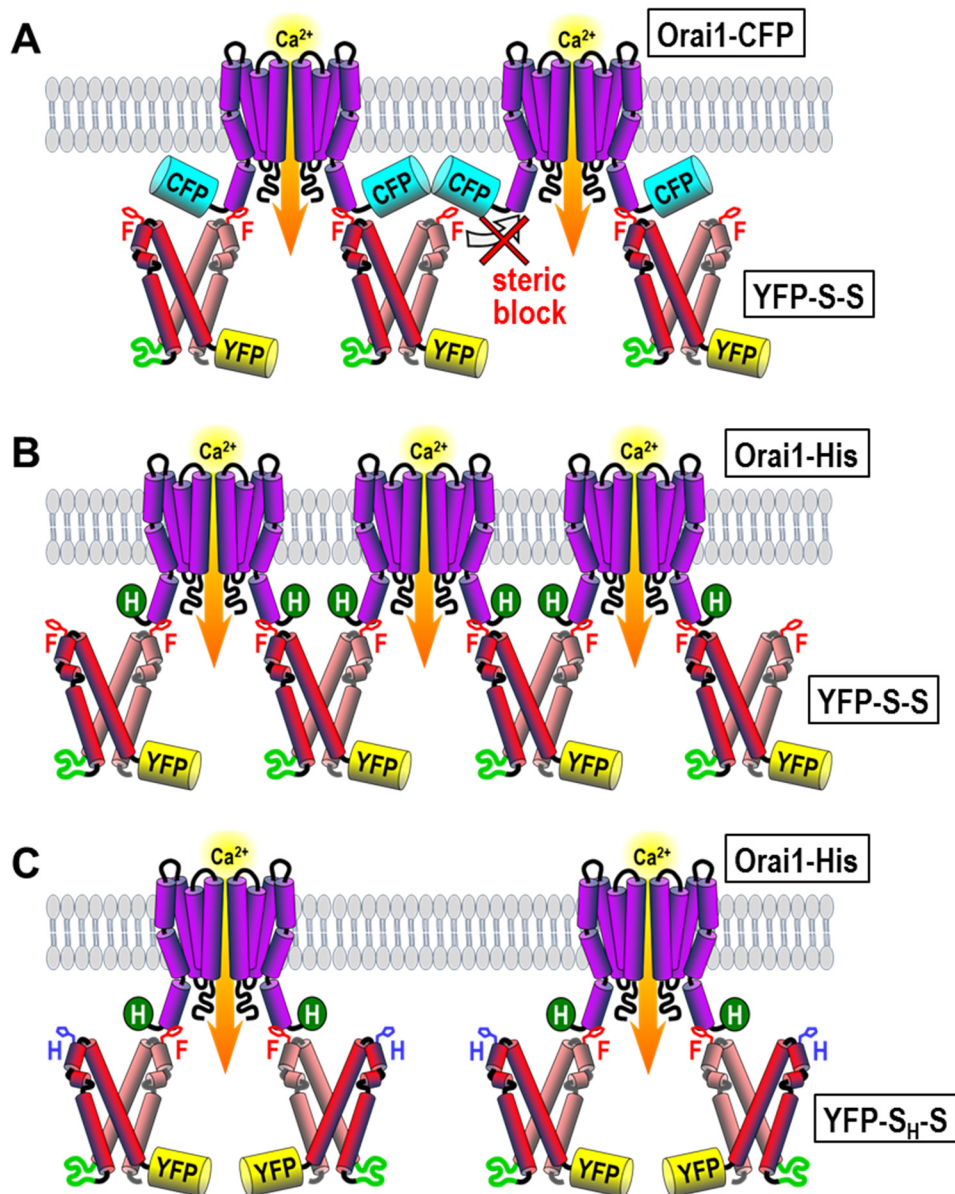 A
Ca²⁺ Ca²⁺
Orai1-CFP
CFP CFP CFP CFP
F F F F F
steric
block
YFP-S-S
YFP YFP YFP
B
Ca²⁺ Ca²⁺ Ca²⁺
Orai1-His
H H H H H H
F F F F F F F F
YFP-S-S
YFP YFP YFP YFP
C
Ca²⁺ Ca²⁺
Orai1-His
H H H H
H F F H H F F H
YFP-S_H-S
YFP YFP YFP YFP